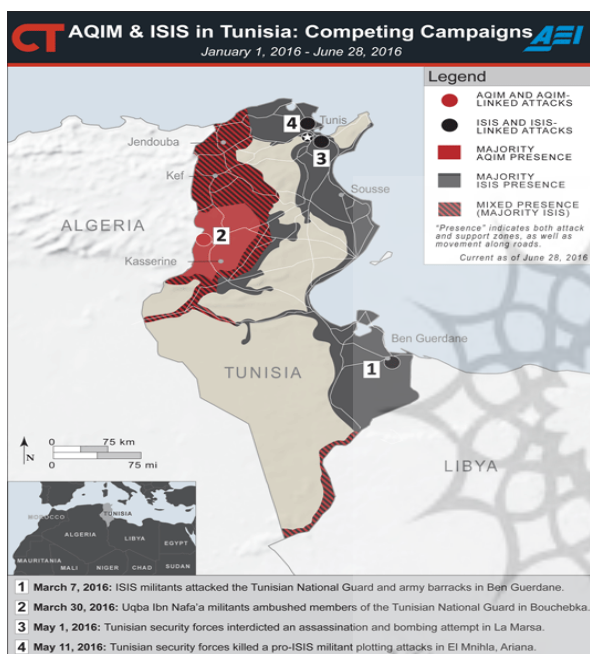 CT AQIM & ISIS in Tunisia: Competing Campaigns AEI
January 1, 2016 - June 28, 2016
Legend
AQIM AND AQIM-
LINKED ATTACKS
ISIS AND ISIS-
LINKED ATTACKS
MAJORITY
AQIM PRESENCE
MAJORITY
ISIS PRESENCE
MIXED PRESENCE
(MAJORITY ISIS)
"Presence" indicates both attack
and support zones, as well as
movement along roads.
Current as of June 28, 2016
4
Tunis
Jendouba
3
Kef
Sousse
ALGERIA
2
Kasserine
Ben Guerdane
1
TUNISIA
LIBYA
N
0 75 km
0 75 mi
MOROCCO
TUNISIA
ALGERIA
LIBYA
EGYPT
MAURITANIA
MALI
NIGER
CHAD
SUDAN
1 March 7, 2016: ISIS militants attacked the Tunisian National Guard and army barracks in Ben Guerdane.
2 March 30, 2016: Uqba Ibn Nafa'a militants ambushed members of the Tunisian National Guard in Bouchebka.
3 May 1, 2016: Tunisian security forces interdicted an assassination and bombing attempt in La Marsa.
4 May 11, 2016: Tunisian security forces killed a pro-ISIS militant plotting attacks in El Mnihla, Ariana.